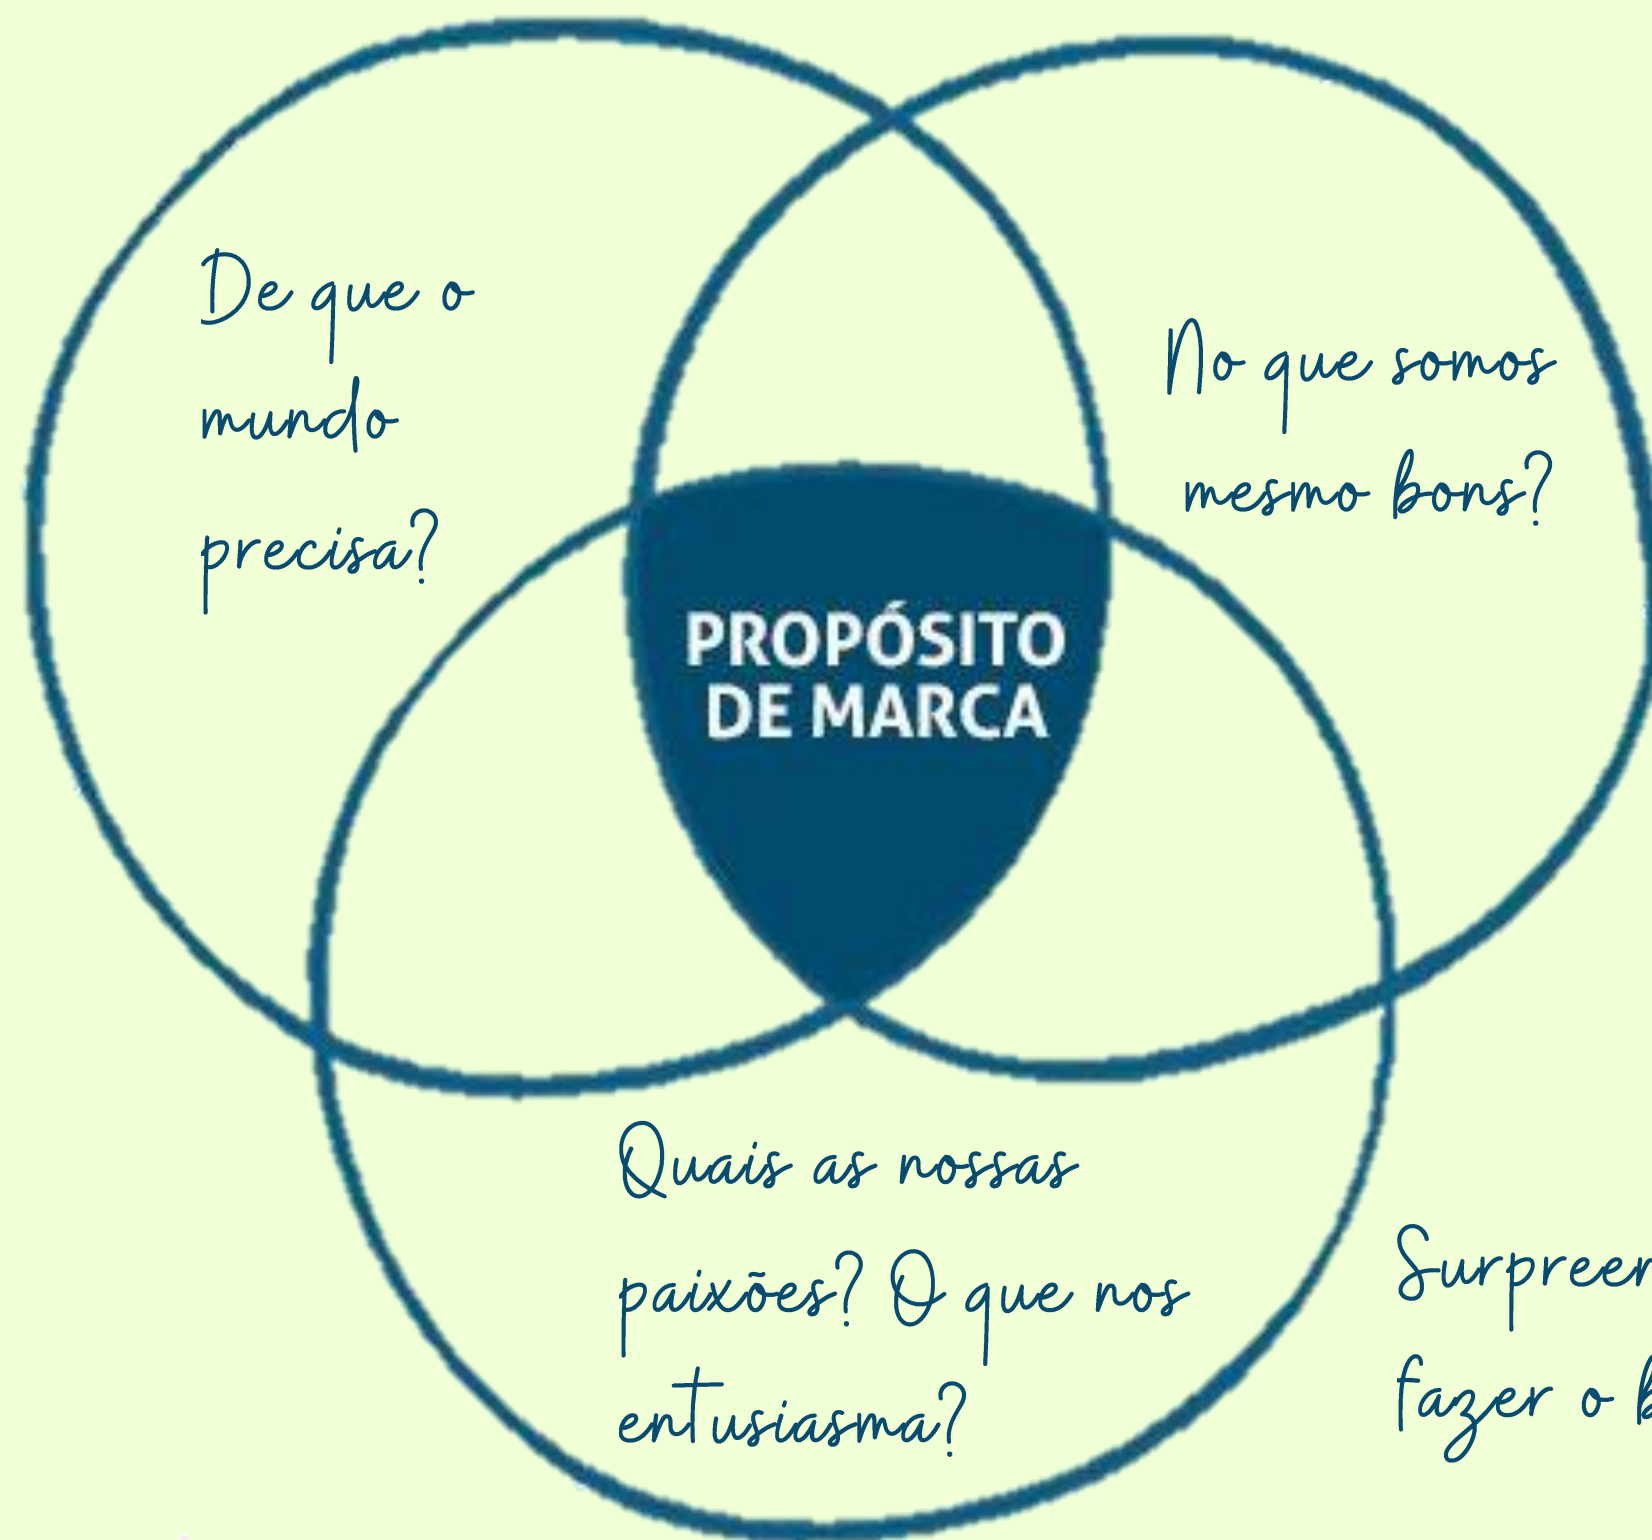 De que o
mundo
precisa?
No que somos
mesmo bons?
PROPÓSITO
DE MARCA
Quais as nossas
paixões? O que nos
entusiasma?
fazer o